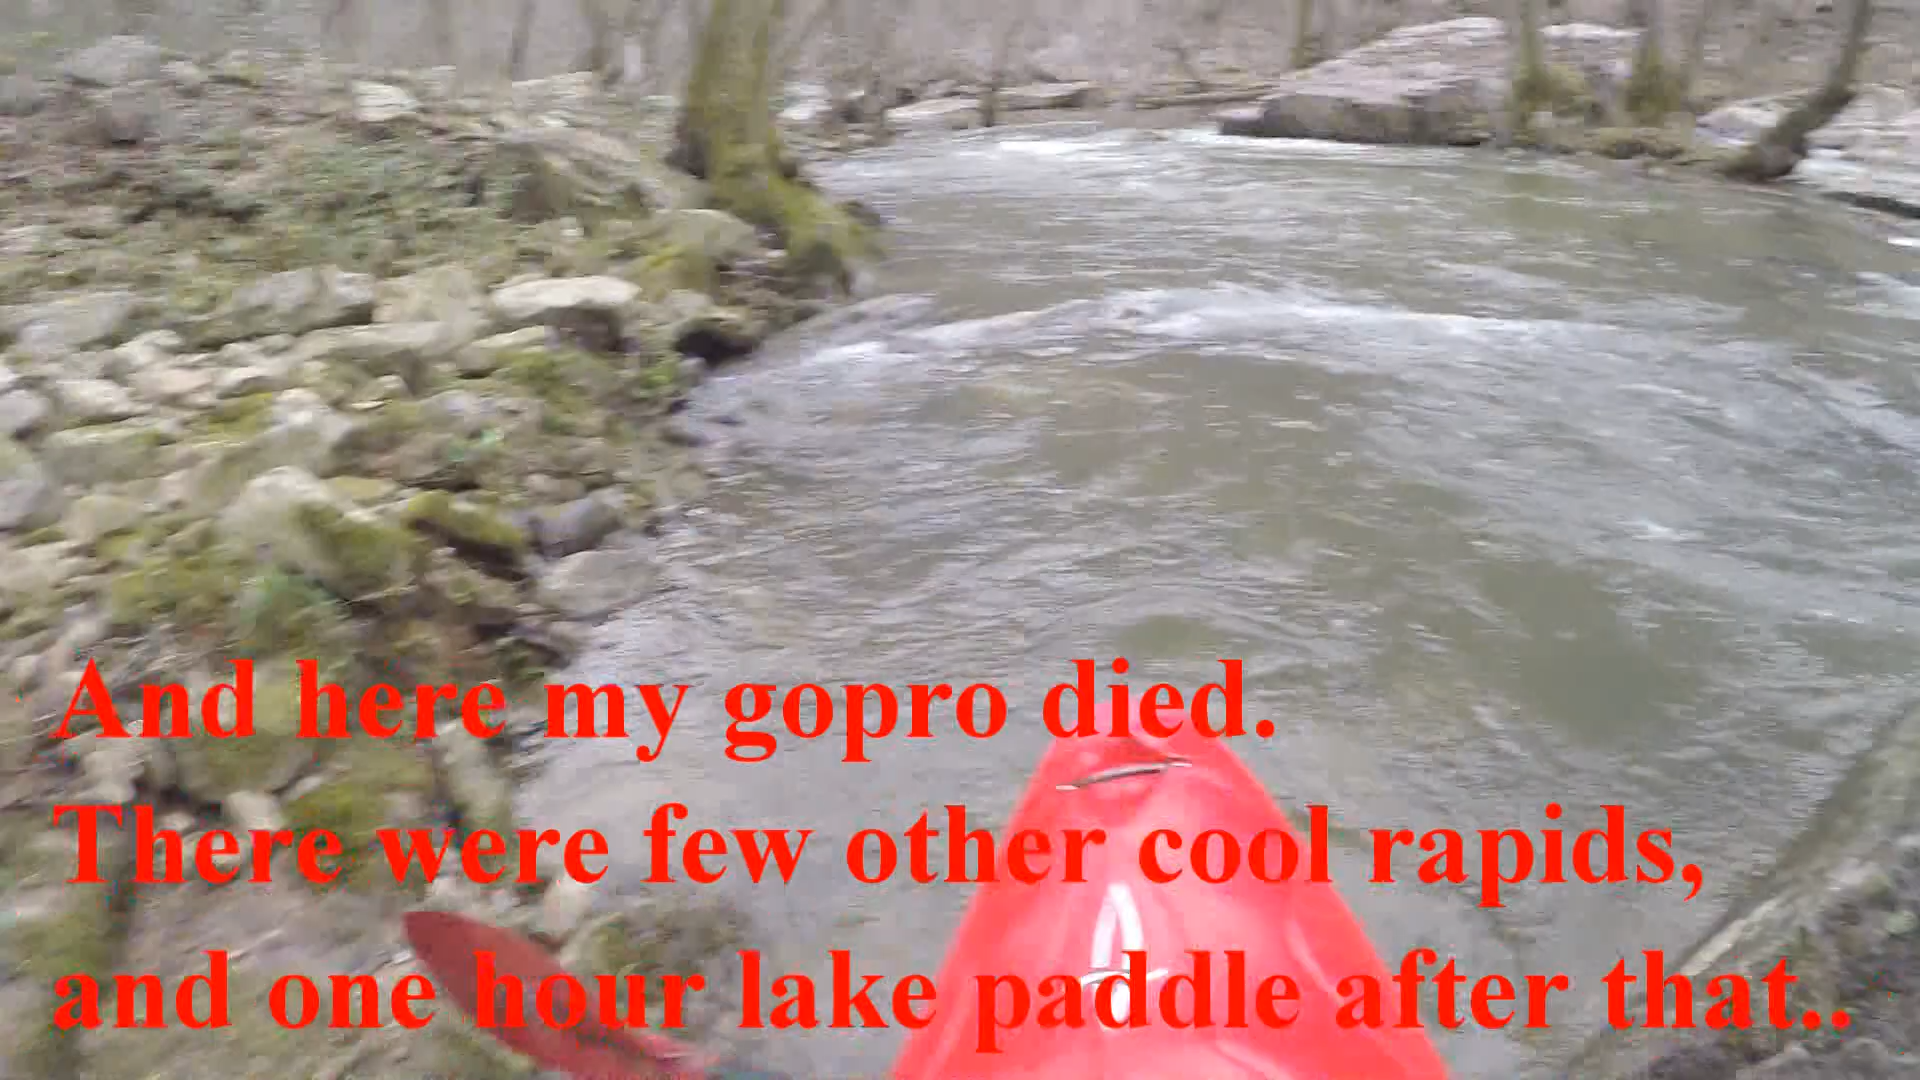 And here my gopro died.
There were few other cool rapids,
and one hour lake paddle after that..